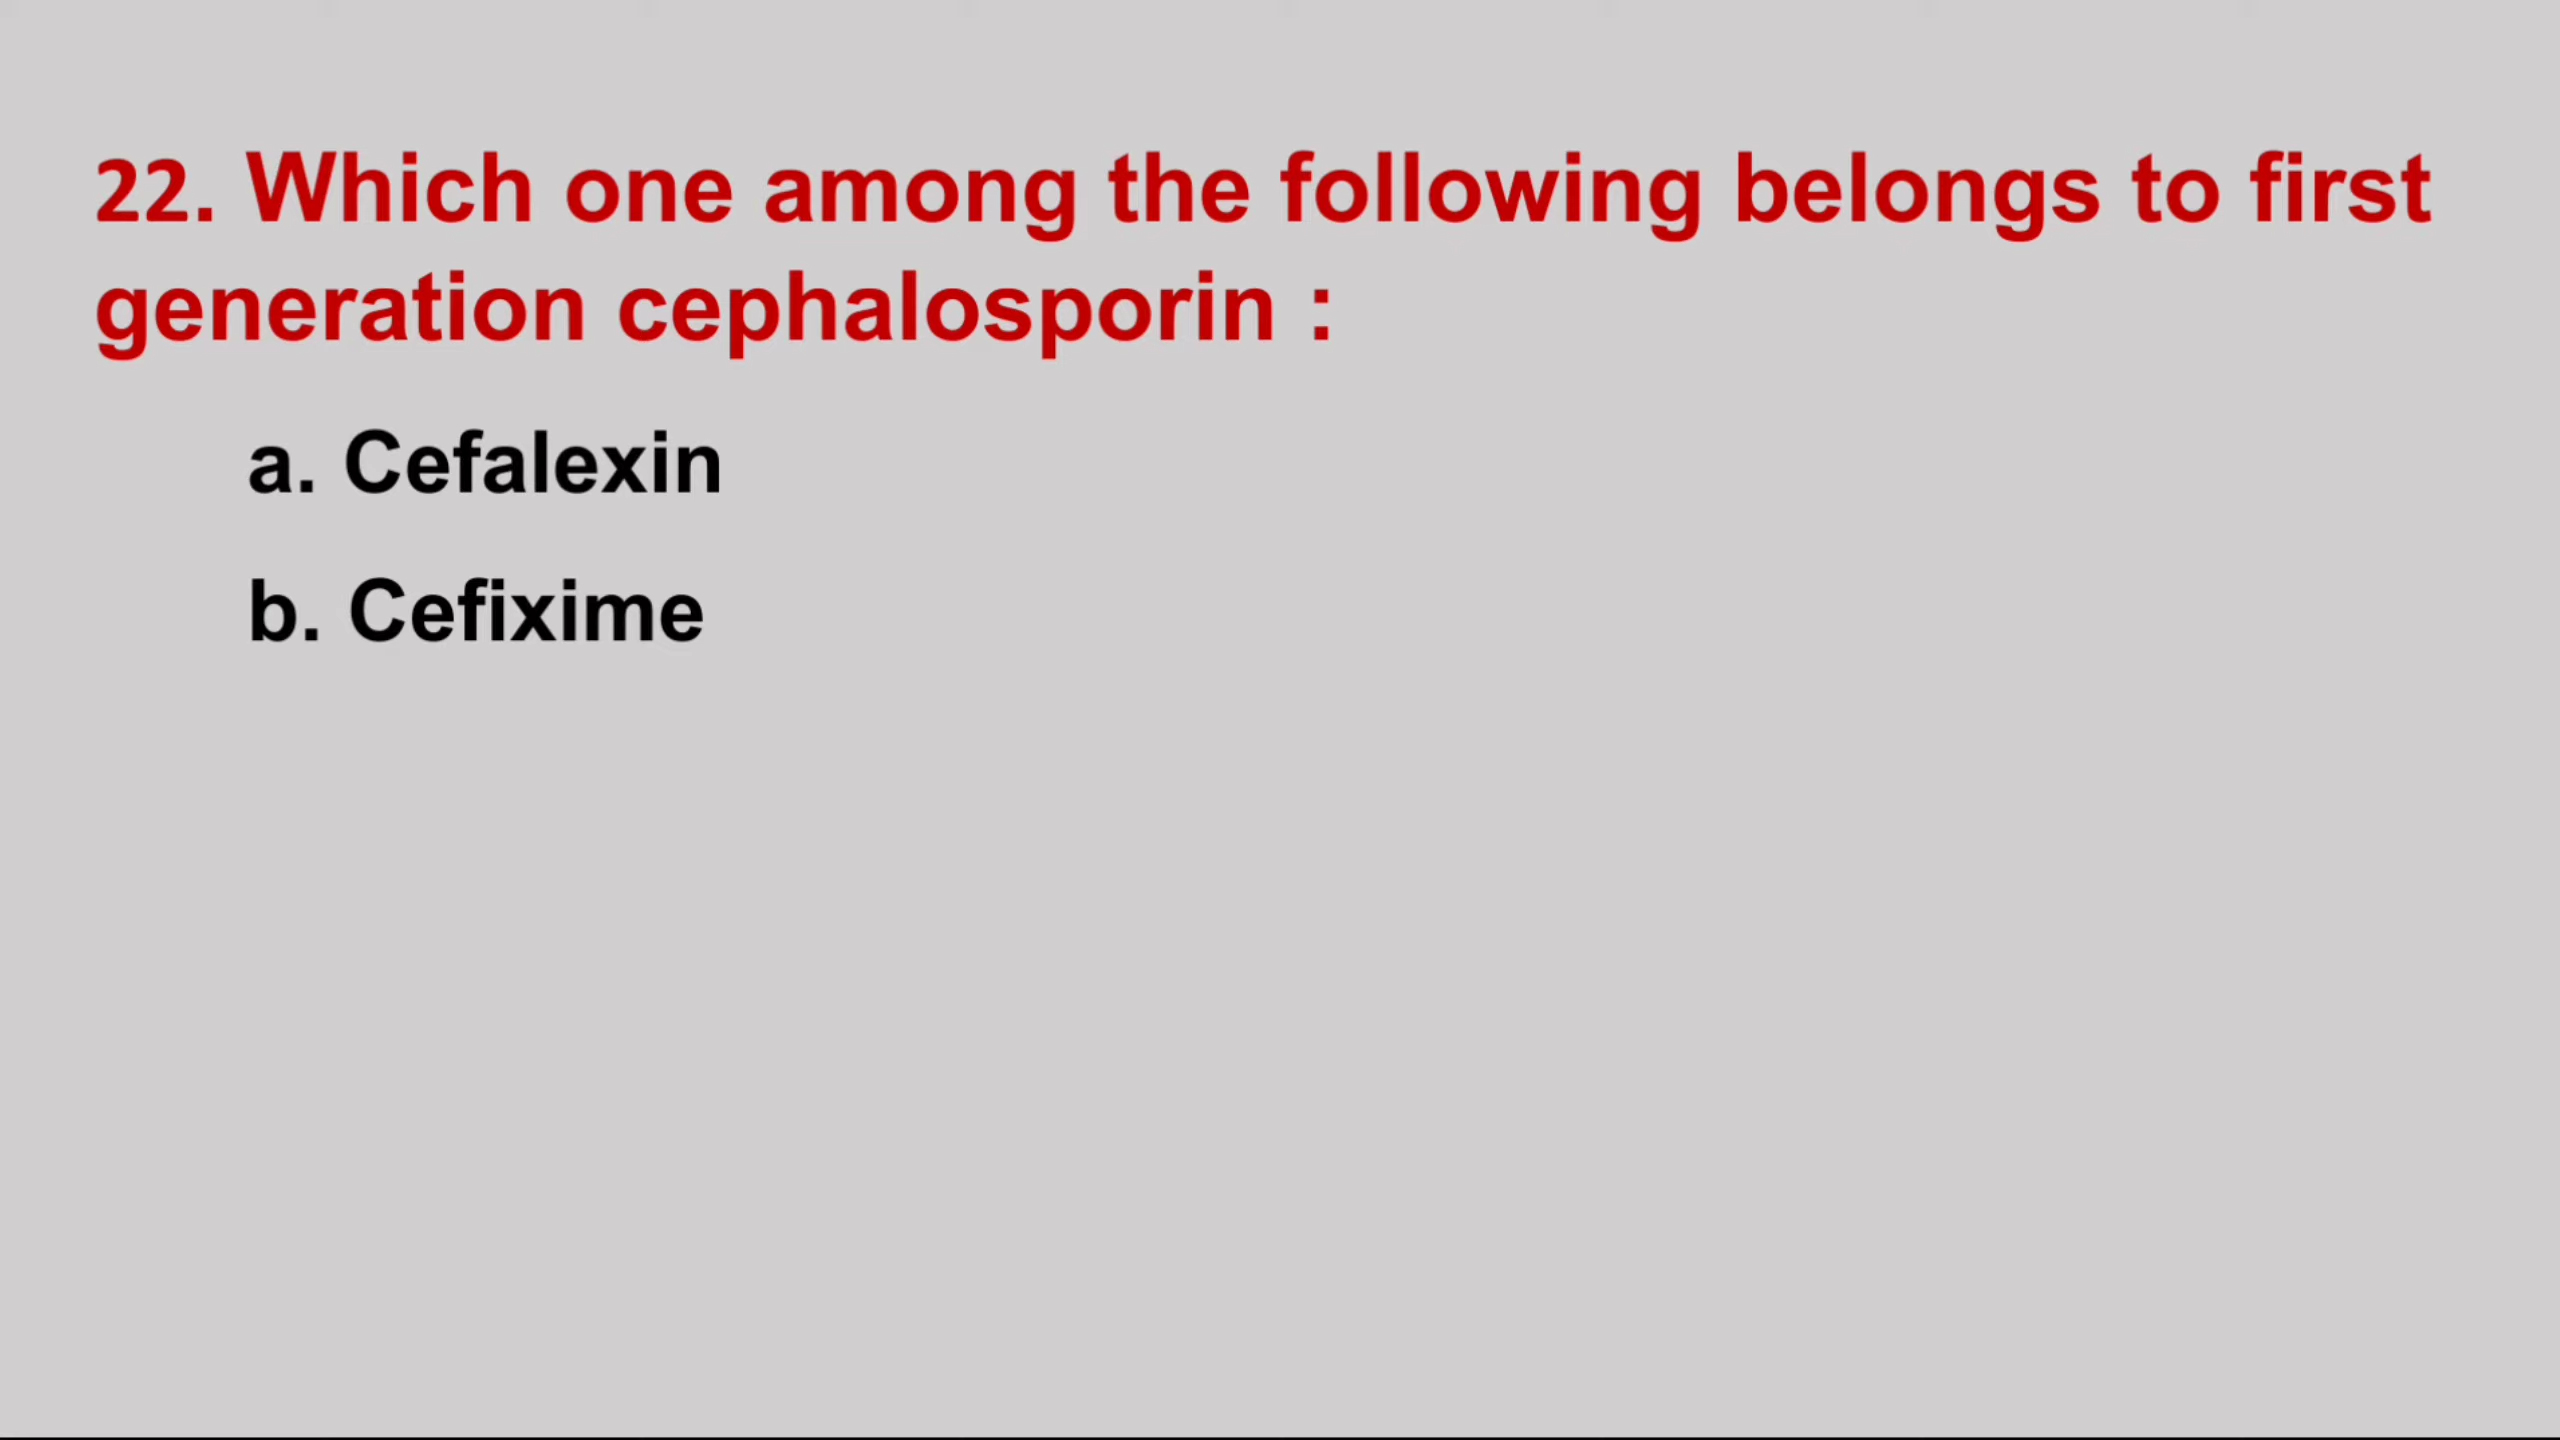 22. Which one among the following belongs to first
generation cephalosporin :
a. Cefalexin
b. Cefixime